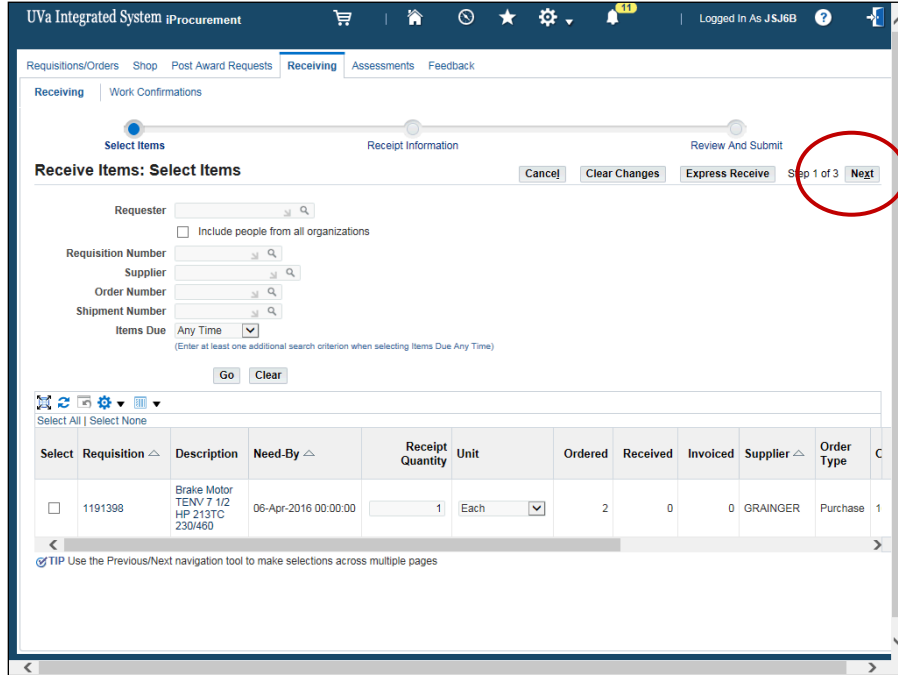 UVa Integrated System iProcurement
11
Logged In As JSJ6B
?
Requisitions/Orders Shop Post Award Requests Receiving Assessments Feedback
Receiving Work Confirmations
Select Items Receipt Information Review And Submit
Receive Items: Select Items Cancel Clear Changes Express Receive Step 1 of 3 Next
Requester
Include people from all organizations
Requisition Number
Supplier
Order Number
Shipment Number
Items Due Any Time
(Enter at least one additional search criterion when selecting Items Due Any Time)
Go Clear
Select All | Select None
Select Requisition Description Need-By Receipt Quantity Unit Ordered Received Invoiced Supplier Order Type C
1191398 Brake Motor TENV 7 1/2 HP 213TC 230/460 06-Apr-2016 00:00:00 1 Each 2 0 0 GRAINGER Purchase 1
TIP Use the Previous/Next navigation tool to make selections across multiple pages